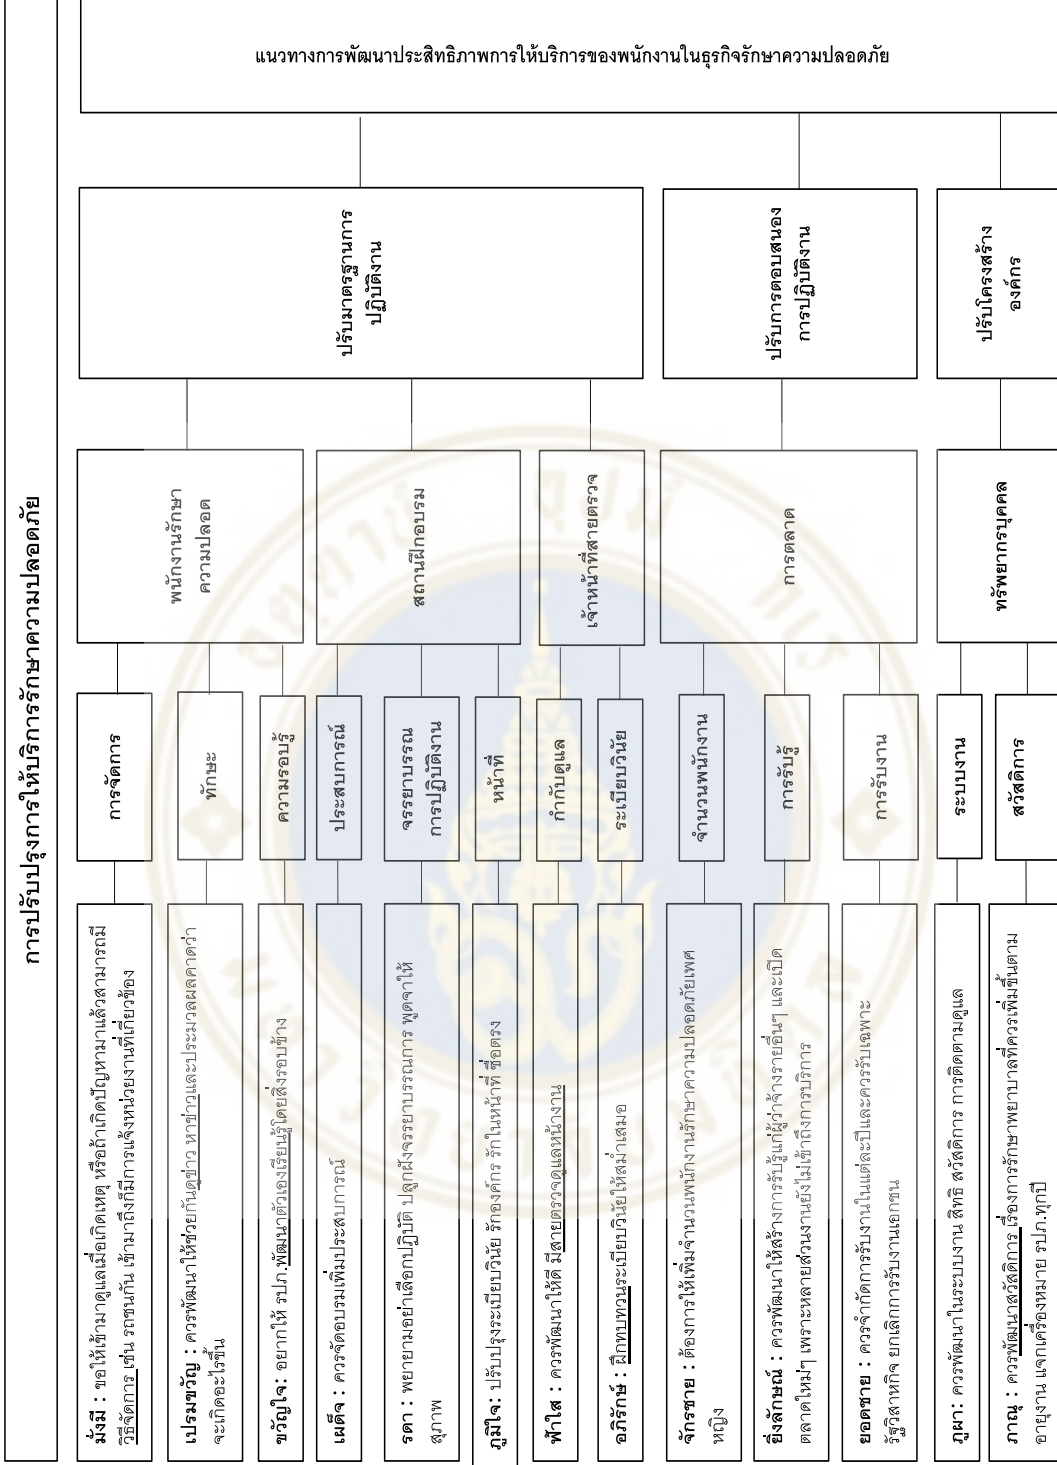 การปรับปรุงการให้บริการรักษาความปลอดภัย
มั่งมี : ขอให้เข้ามาดูแลเมื่อเกิดเหตุ หรือถ้าเกิดปัญหามาแล้วสามารถมี
วิธีจัดการ เช่น รถชนกัน เข้ามาถึงก็มีการแจ้งหน่วยงานที่เกี่ยวข้อง
เปรมขวัญ : ควรพัฒนาให้ช่วยกันดูข่าว หาข่าวและประมวลผลคาดว่า
จะเกิดอะไรขึ้น
ขวัญใจ: อยากให้ รปภ.พัฒนาตัวเองเรียนรู้โดยสิ่งรอบข้าง
เผด็จ : ควรจัดอบรมเพิ่มประสบการณ์
รดา : พยายามอย่าเลือกปฏิบัติ ปลูกฝังจรรยาบรรณการ พูดจาให้
สุภาพ
ภูมิใจ: ปรับปรุงระเบียบวินัย รักองค์กร รักในหน้าที่ ซื่อตรง
ฟ้าใส : ควรพัฒนาให้ดี มีสายตรวจดูแลหน้างาน
อภิรักษ์ : ฝึกทบทวนระเบียบวินัยให้สม่ำเสมอ
จักรชาย : ต้องการให้เพิ่มจำนวนพนักงานรักษาความปลอดภัยเพศ
หญิง
ยิ่งลักษณ์ : ควรพัฒนาให้สร้างการรับรู้แก่ผู้ว่าจ้างรายอื่นๆ และเปิด
ตลาดใหม่ๆ เพราะหลายส่วนงานยังไม่เข้าถึงการบริการ
ยอดชาย : ควรจำกัดการรับงานในแต่ละปีและควรรับเฉพาะ
รัฐวิสาหกิจ ยกเลิกการรับงานเอกชน
ภูผา: ควรพัฒนาในระบบงาน สิทธิ สวัสดิการ การติดตามดูแล
ภาณุ : ควรพัฒนาสวัสดิการ เรื่องการรักษาพยาบาลที่ควรเพิ่มขึ้นตาม
อายุงาน แจกเครื่องหมาย รปภ.ทุกปี
การจัดการ
ทักษะ
ความรอบรู้
ประสบการณ์
จรรยาบรรณ
การปฏิบัติงาน
หน้าที่
กำกับดูแล
ระเบียบวินัย
จำนวนพนักงาน
การรับรู้
การรับงาน
ระบบงาน
สวัสดิการ
พนักงานรักษา
ความปลอด
สถานฝึกอบรม
เจ้าหน้าที่สายตรวจ
การตลาด
ทรัพยากรบุคคล
ปรับมาตรฐานการ
ปฏิบัติงาน
ปรับการตอบสนอง
การปฏิบัติงาน
ปรับโครงสร้าง
องค์กร
แนวทางการพัฒนาประสิทธิภาพการให้บริการของพนักงานในธุรกิจรักษาความปลอดภัย